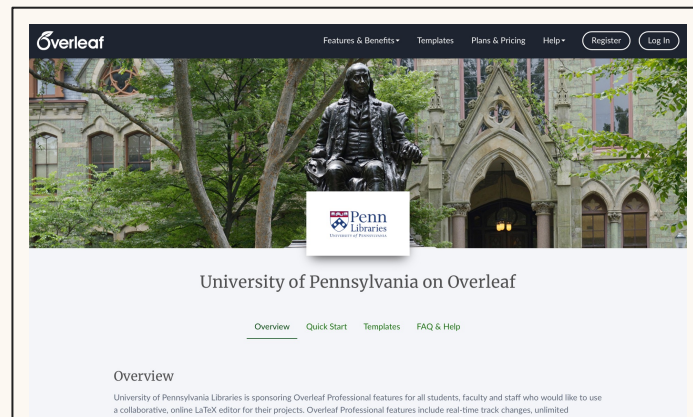 Overleaf
Features & Benefits
Templates
Plans & Pricing
Help
Register
Log In
Penn
Libraries
UNIVERSITY OF PENNSYLVANIA
University of Pennsylvania on Overleaf
Overview
Quick Start
Templates
FAQ & Help
Overview
University of Pennsylvania Libraries is sponsoring Overleaf Professional features for all students, faculty and staff who would like to use
a collaborative, online LaTeX editor for their projects. Overleaf Professional features include real-time track changes, unlimited